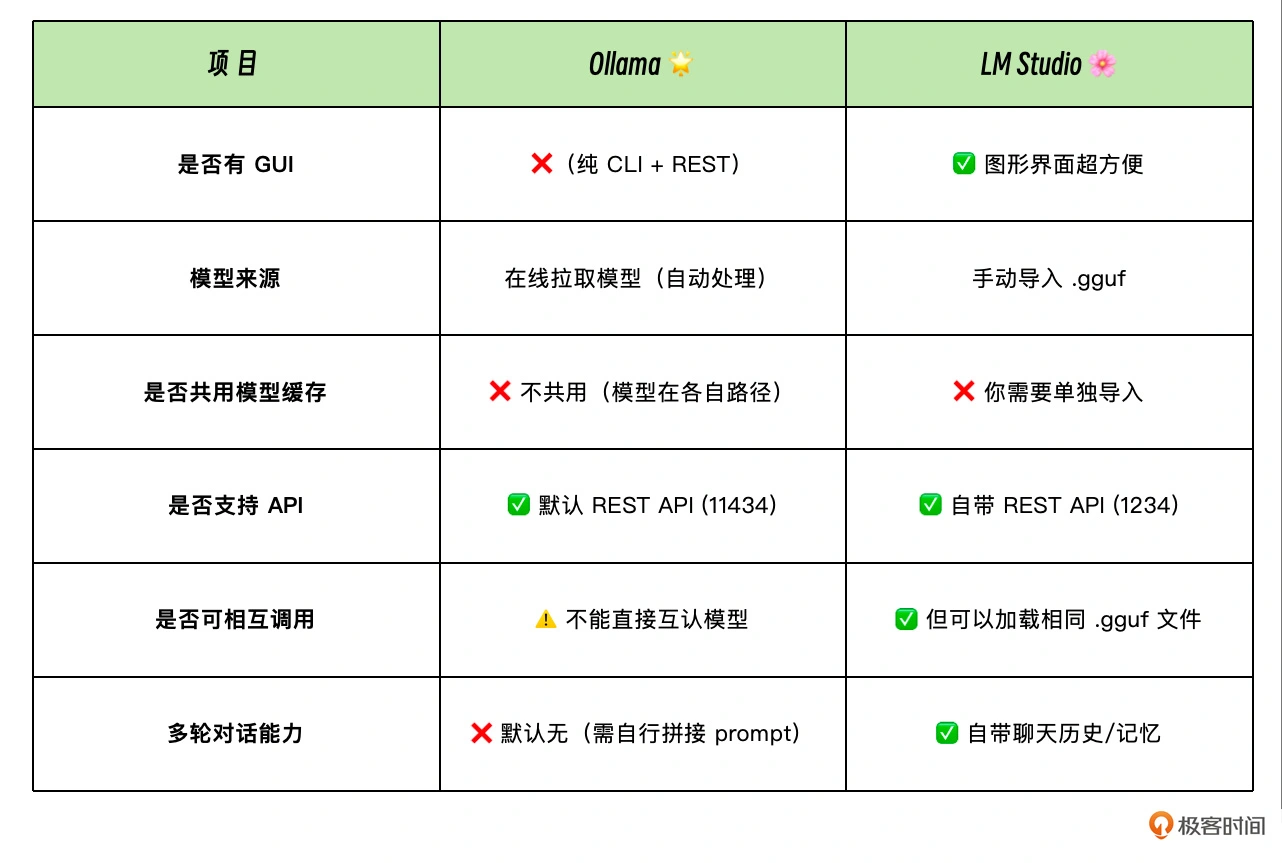 项 目
Ollama 🌟
LM Studio 🌸
是否有 GUI
❌（纯 CLI + REST）
✅ 图形界面超方便
模型来源
在线拉取模型（自动处理）
手动导入 .gguf
是否共用模型缓存
❌ 不共用（模型在各自路径）
❌ 你需要单独导入
是否支持 API
✅ 默认 REST API (11434)
✅ 自带 REST API (1234)
是否可相互调用
⚠️ 不能直接互认模型
✅ 但可以加载相同 .gguf 文件
多轮对话能力
❌ 默认无（需自行拼接 prompt）
✅ 自带聊天历史/记忆
极客时间